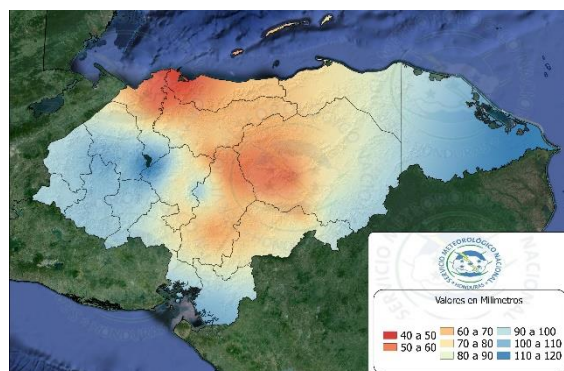 SERVICIO METEOROLÓGICO NACIONAL
HONDURAS
Valores en Milimetros
40 a 50
50 a 60
60 a 70
70 a 80
80 a 90
90 a 100
100 a 110
110 a 120